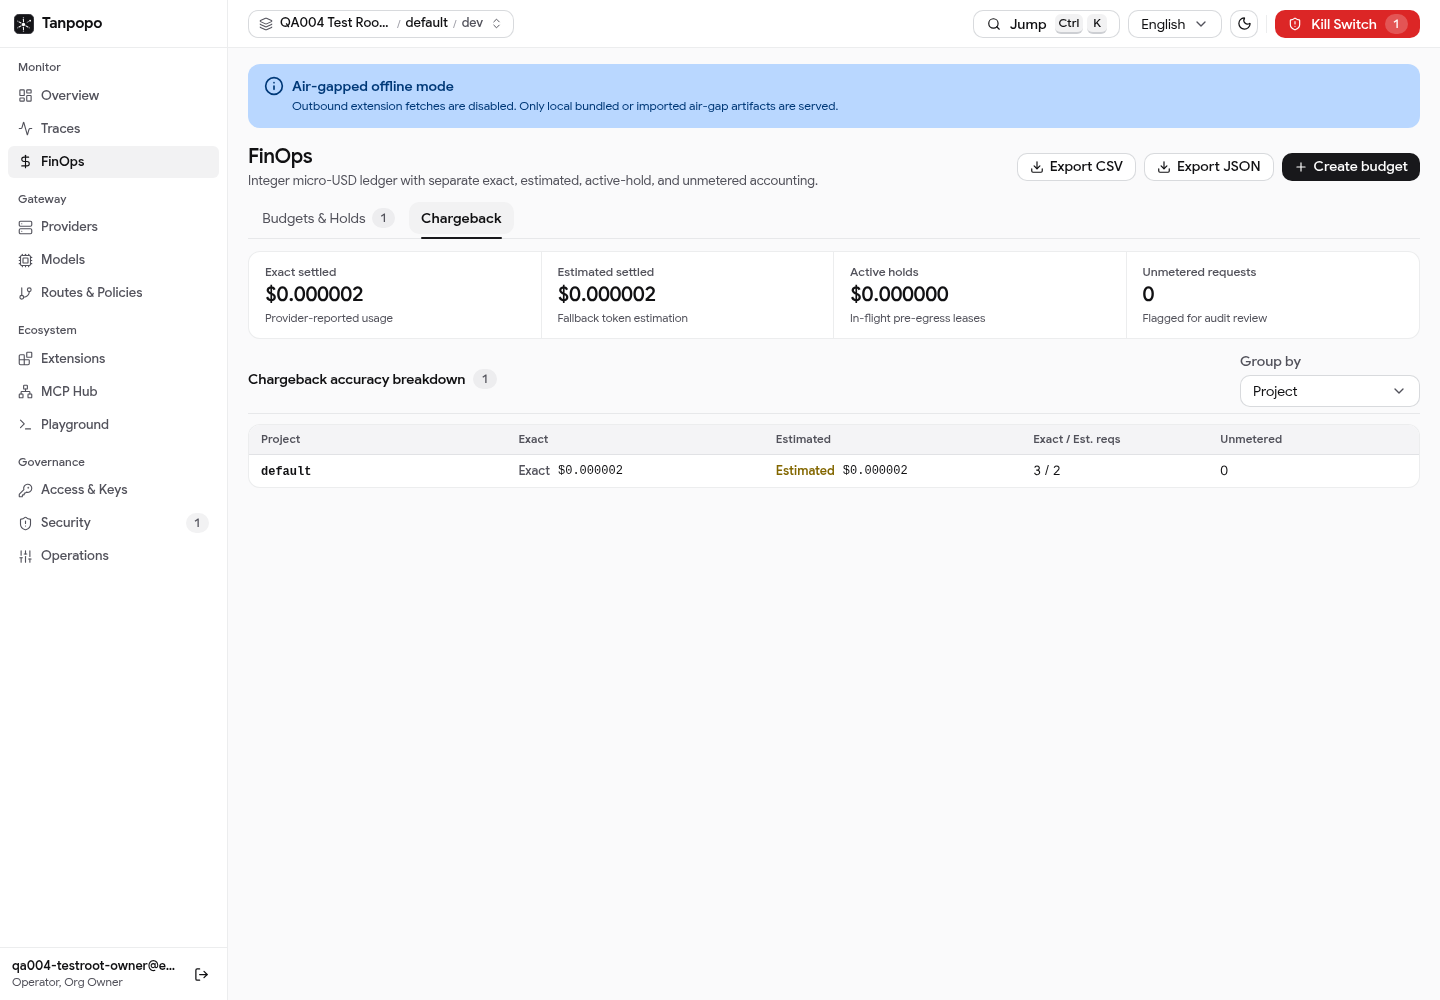 Tanpopo
QA004 Test Roo... / default / dev
Jump Ctrl K
English
Kill Switch 1
Monitor
Overview
Traces
FinOps
Gateway
Providers
Models
Routes & Policies
Ecosystem
Extensions
MCP Hub
Playground
Governance
Access & Keys
Security 1
Operations
qa004-testroot-owner@e...
Operator, Org Owner
Air-gapped offline mode
Outbound extension fetches are disabled. Only local bundled or imported air-gap artifacts are served.
FinOps
Integer micro-USD ledger with separate exact, estimated, active-hold, and unmetered accounting.
Export CSV
Export JSON
Create budget
Budgets & Holds 1
Chargeback
Exact settled
$0.000002
Provider-reported usage
Estimated settled
$0.000002
Fallback token estimation
Active holds
$0.000000
In-flight pre-egress leases
Unmetered requests
0
Flagged for audit review
Chargeback accuracy breakdown 1
Group by
Project
Project Exact Estimated Exact / Est. reqs Unmetered
default Exact $0.000002 Estimated $0.000002 3 / 2 0